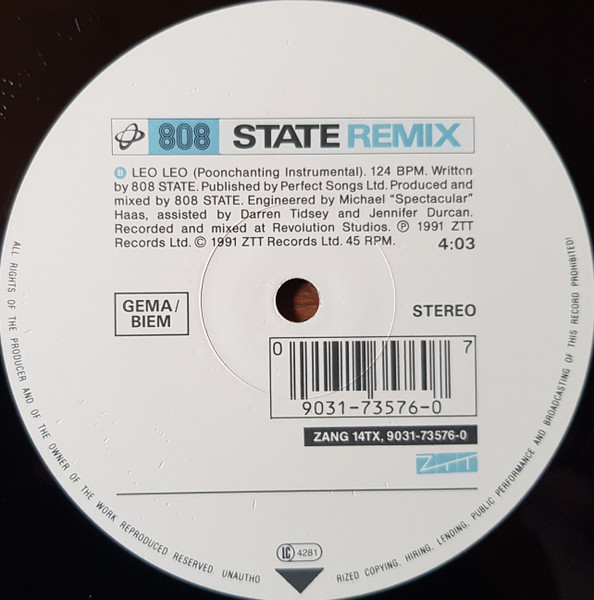 808 STATE REMIX
B LEO LEO (Poonchanting Instrumental). 124 BPM. Written
by 808 STATE. Published by Perfect Songs Ltd. Produced and
mixed by 808 STATE. Engineered by Michael “Spectacular”
Haas, assisted by Darren Tidsey and Jennifer Durcan.
Recorded and mixed at Revolution Studios. ℗ 1991 ZTT
Records Ltd. © 1991 ZTT Records Ltd. 45 RPM. 4:03
GEMA/
BIEM
STEREO
0 7
9031-73576-0
ZANG 14TX, 9031-73576-0
ZTT
LC 4281
ALL RIGHTS OF THE PRODUCER AND OF THE OWNER OF THE WORK REPRODUCED RESERVED UNAUTHO RIZED COPYING, HIRING, LENDING, PUBLIC PERFORMANCE AND BROADCASTING OF THIS RECORD PROHIBITED!